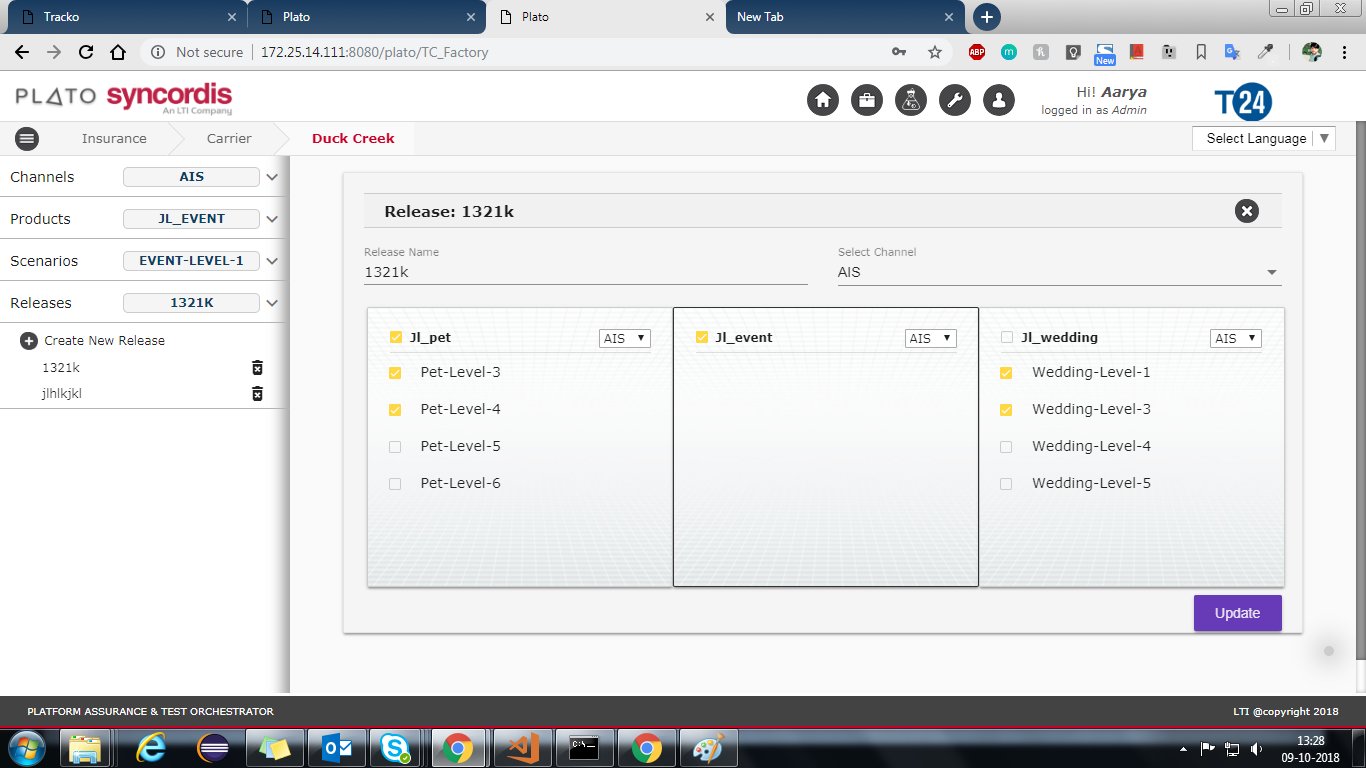 Tracko
Plato
Plato
New Tab
Not secure
172.25.14.111:8080/plato/TC_Factory
ABP
m
New
PLATO syncordis
An LTI Company
Hi! Aarya
logged in as Admin
T24
Insurance
Carrier
Duck Creek
Select Language
Channels
AIS
Products
JL_EVENT
Scenarios
EVENT-LEVEL-1
Releases
1321K
Create New Release
1321k
jlhlkjkl
Release: 1321k
Release Name
1321k
Select Channel
AIS
Jl_pet
AIS
Pet-Level-3
Pet-Level-4
Pet-Level-5
Pet-Level-6
Jl_event
AIS
Jl_wedding
AIS
Wedding-Level-1
Wedding-Level-3
Wedding-Level-4
Wedding-Level-5
Update
PLATFORM ASSURANCE & TEST ORCHESTRATOR
LTI @copyright 2018
13:28
09-10-2018